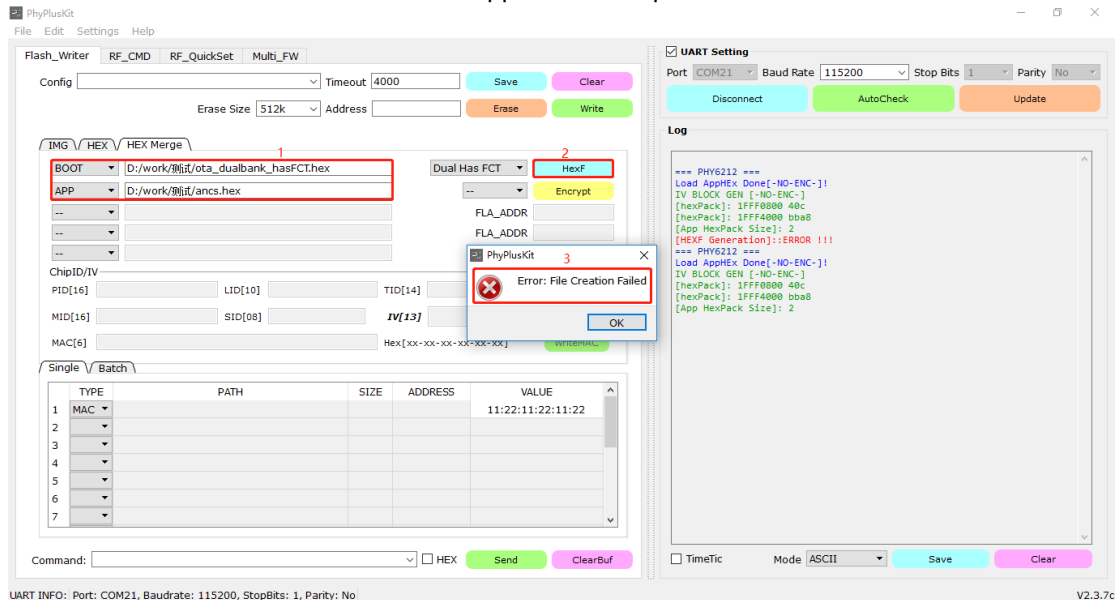 PhyPlusKit
File Edit Settings Help
Flash_Writer RF_CMD RF_QuickSet Multi_FW
Config Timeout 4000 Save Clear
Erase Size 512k Address Erase Write
IMG HEX HEX Merge
1
2
BOOT D:/work/测试/ota_dualbank_hasFCT.hex Dual Has FCT HexF
APP D:/work/测试/ancs.hex -- Encrypt
-- FLA_ADDR
-- FLA_ADDR
--
ChipID/IV
PID[16] LID[10] TID[14]
MID[16] SID[08] IV[13]
MAC[6] Hex[xx-xx-xx-xx-xx-xx] WriteMAC
PhyPlusKit
3
Error: File Creation Failed
OK
Single Batch
TYPE PATH SIZE ADDRESS VALUE
1 MAC 11:22:11:22:11:22
2
3
4
5
6
7
Command: HEX Send ClearBuf
UART Setting
Port COM21 Baud Rate 115200 Stop Bits 1 Parity No
Disconnect AutoCheck Update
Log
=== PHY6212 ===
Load AppHEx Done[-NO-ENC-]!
IV BLOCK GEN [-NO-ENC-]
[hexPack]: 1FFF0800 40c
[hexPack]: 1FFF4000 bba8
[App HexPack Size]: 2
[HEXF Generation]::ERROR !!!
=== PHY6212 ===
Load AppHEx Done[-NO-ENC-]!
IV BLOCK GEN [-NO-ENC-]
[hexPack]: 1FFF0800 40c
[hexPack]: 1FFF4000 bba8
[App HexPack Size]: 2
TimeTic Mode ASCII Save Clear
UART INFO: Port: COM21, Baudrate: 115200, StopBits: 1, Parity: No V2.3.7c